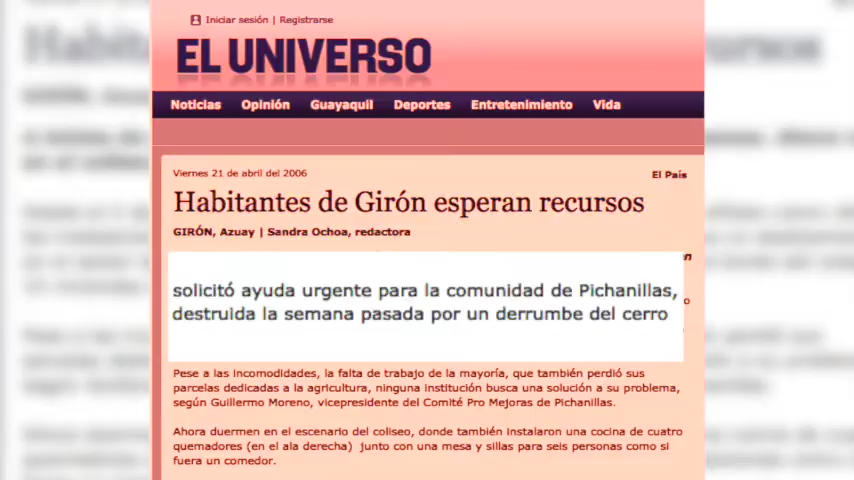 Iniciar sesión | Registrarse
EL UNIVERSO
Noticias Opinión Guayaquil Deportes Entretenimiento Vida
Viernes 21 de abril del 2006 El País
Habitantes de Girón esperan recursos
GIRÓN, Azuay | Sandra Ochoa, redactora
solicitó ayuda urgente para la comunidad de Pichanillas,
destruida la semana pasada por un derrumbe del cerro
Pese a las incomodidades, la falta de trabajo de la mayoría, que también perdió sus
parcelas dedicadas a la agricultura, ninguna institución busca una solución a su problema,
según Guillermo Moreno, vicepresidente del Comité Pro Mejoras de Pichanillas.
Ahora duermen en el escenario del coliseo, donde también instalaron una cocina de cuatro
quemadores (en el ala derecha) junto con una mesa y sillas para seis personas como si
fuera un comedor.